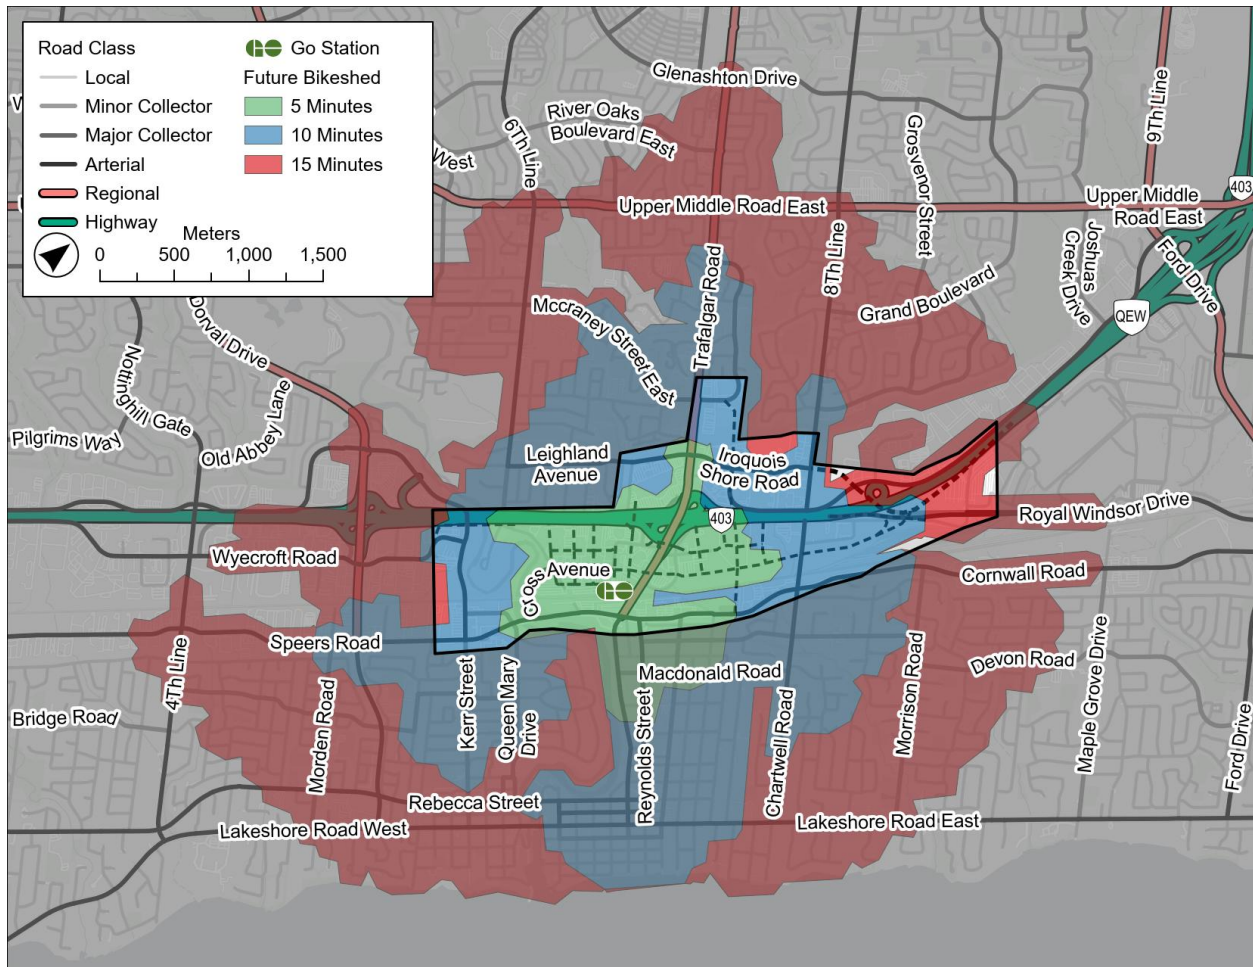 Road Class
Local
Minor Collector
Major Collector
Arterial
Regional
Highway
Go Station
Future Bikeshed
5 Minutes
10 Minutes
15 Minutes
Meters
0 500 1,000 1,500
Glenashton Drive
River Oaks
Boulevard East
West
6Th Line
Grosvenor Street
9Th Line
403
Upper Middle Road East
Upper Middle
Road East
Joshuas
Creek Drive
Ford Drive
Trafalgar Road
8Th Line
Grand Boulevard
QEW
Dorval Drive
Mccraney Street East
Nottinghill Gate
Old Abbey Lane
Pilgrims Way
Leighland
Avenue
Iroquois
Shore Road
403
Royal Windsor Drive
Wyecroft Road
Cross Avenue
GO
Cornwall Road
Speers Road
4Th Line
Macdonald Road
Devon Road
Bridge Road
Morden Road
Kerr Street
Queen Mary
Drive
Reynolds Street
Chartwell Road
Morrison Road
Maple Grove Drive
Ford Drive
Rebecca Street
Lakeshore Road West
Lakeshore Road East